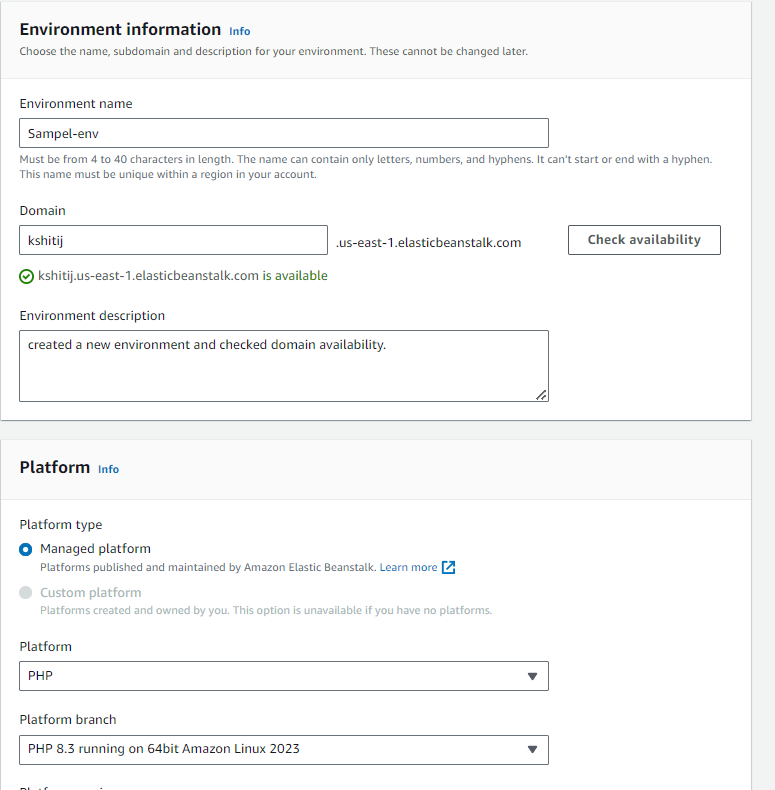 Environment information Info
Choose the name, subdomain and description for your environment. These cannot be changed later.
Environment name
Sampel-env
Must be from 4 to 40 characters in length. The name can contain only letters, numbers, and hyphens. It can't start or end with a hyphen.
This name must be unique within a region in your account.
Domain
kshitij .us-east-1.elasticbeanstalk.com Check availability
kshitij.us-east-1.elasticbeanstalk.com is available
Environment description
created a new environment and checked domain availability.
Platform Info
Platform type
Managed platform
Platforms published and maintained by Amazon Elastic Beanstalk. Learn more
Custom platform
Platforms created and owned by you. This option is unavailable if you have no platforms.
Platform
PHP
Platform branch
PHP 8.3 running on 64bit Amazon Linux 2023